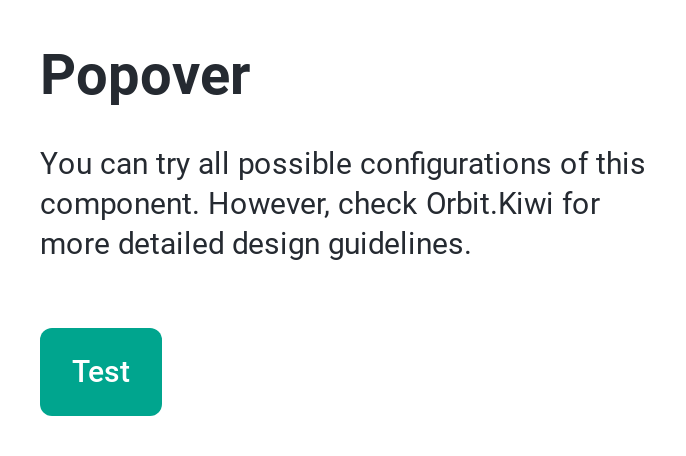 Popover
You can try all possible configurations of this
component. However, check Orbit.Kiwi for
more detailed design guidelines.
Test